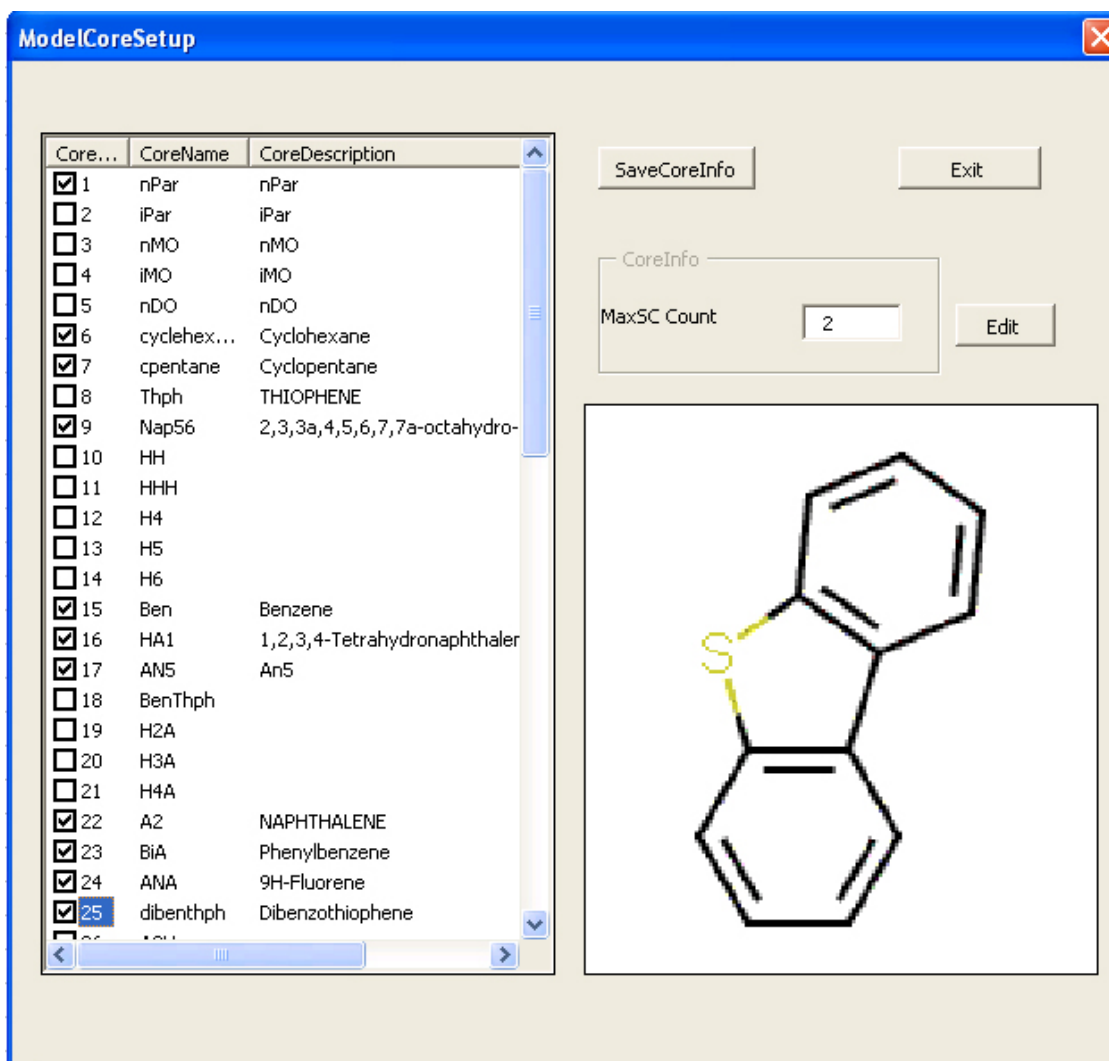 ModelCoreSetup
Core... CoreName CoreDescription
1 nPar nPar
2 iPar iPar
3 nMO nMO
4 iMO iMO
5 nDO nDO
6 cyclehex... Cyclohexane
7 cpentane Cyclopentane
8 Thph THIOPHENE
9 Nap56 2,3,3a,4,5,6,7,7a-octahydro-
10 HH
11 HHH
12 H4
13 H5
14 H6
15 Ben Benzene
16 HA1 1,2,3,4-Tetrahydronaphthaler
17 AN5 An5
18 BenThph
19 H2A
20 H3A
21 H4A
22 A2 NAPHTHALENE
23 BiA Phenylbenzene
24 ANA 9H-Fluorene
25 dibenthph Dibenzothiophene
SaveCoreInfo Exit
CoreInfo
MaxSC Count 2 Edit
S